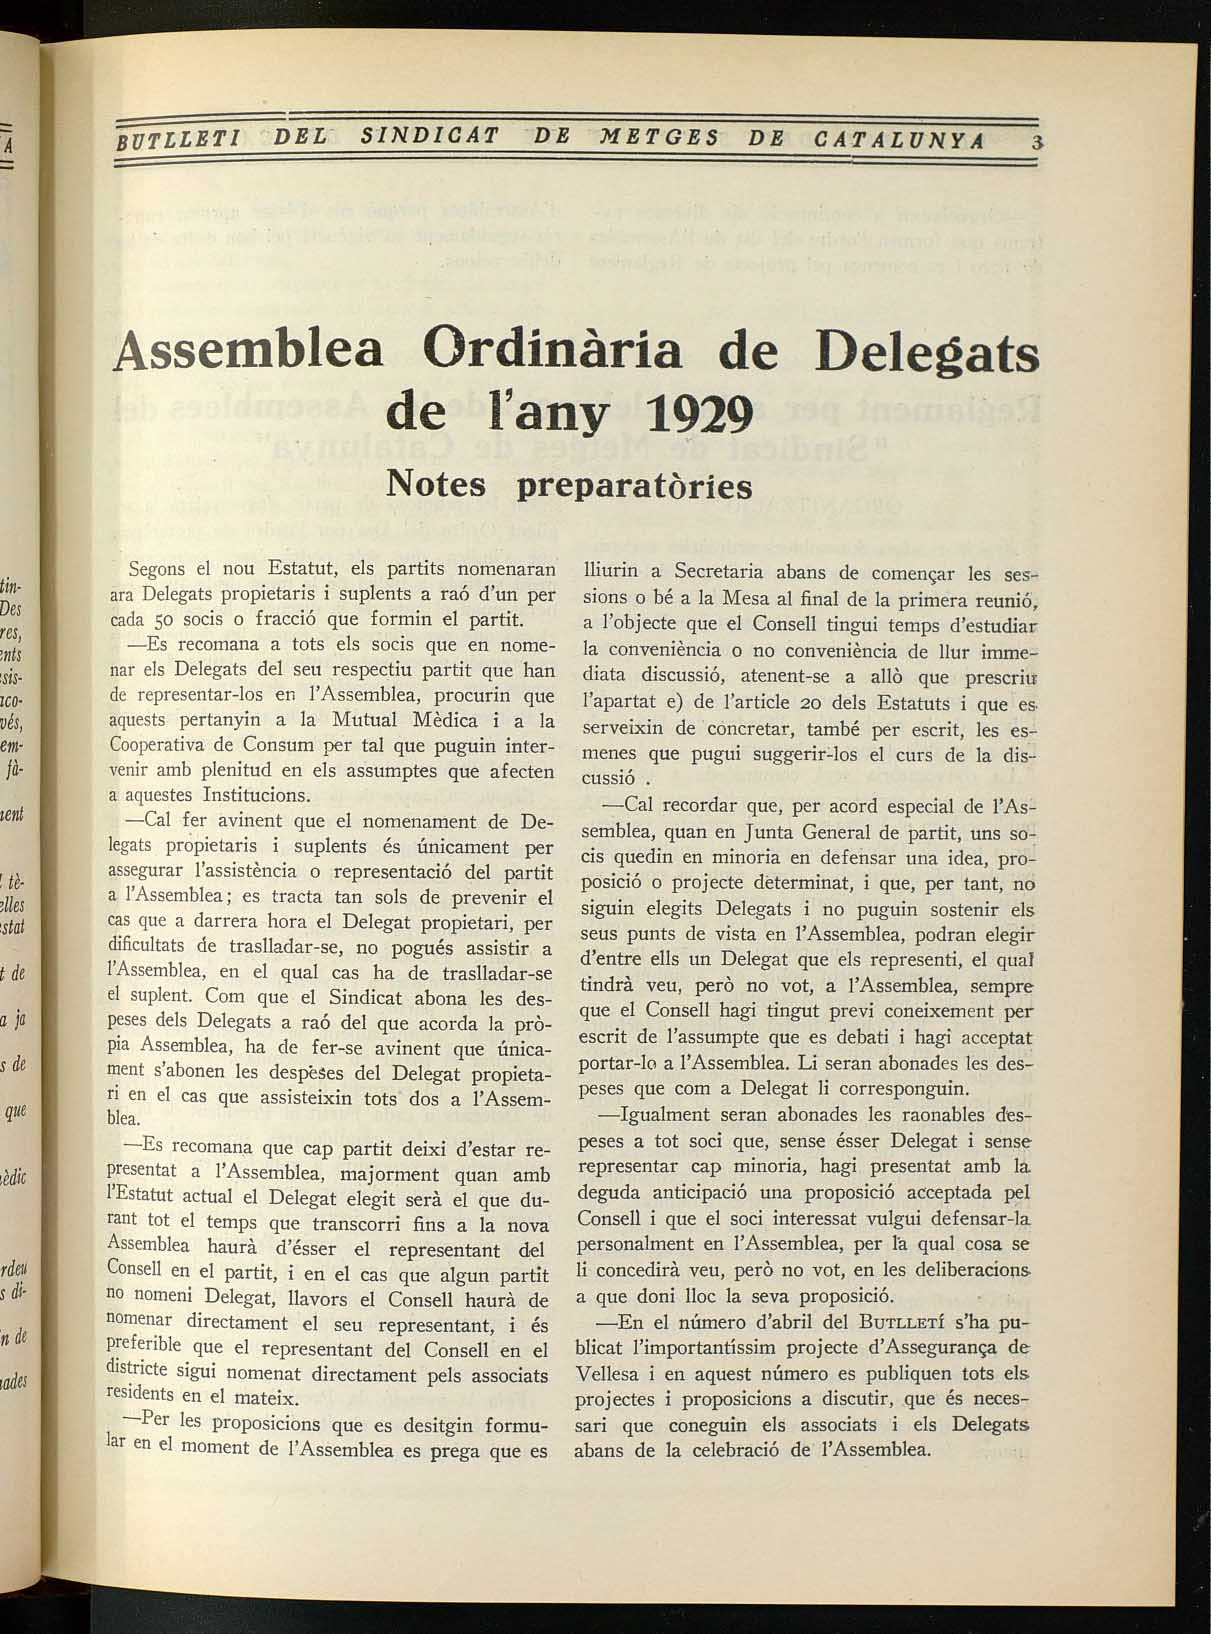 BUTLLETI DEL SINDICAT DE METGES DE CATALUNYA 3
Assemblea Ordinària de Delegats
de l'any 1929
Notes preparatòries
Segons el nou Estatut, els partits nomenaran
ara Delegats propietaris i suplents a raó d'un per
cada 50 socis o fracció que formin el partit.
—Es recomana a tots els socis que en nome-
nar els Delegats del seu respectiu partit que han
de representar-los en l'Assemblea, procurin que
aquests pertanyin a la Mutual Mèdica i a la
Cooperativa de Consum per tal que puguin inter-
venir amb plenitud en els assumptes que afecten
a aquestes Institucions.
—Cal fer avinent que el nomenament de De-
legats propietaris i suplents és únicament per
assegurar l'assistència o representació del partit
a l'Assemblea; es tracta tan sols de prevenir el
cas que a darrera hora el Delegat propietari, per
dificultats de traslladar-se, no pogués assistir a
l'Assemblea, en el qual cas ha de traslladar-se
el suplent. Com que el Sindicat abona les des-
peses dels Delegats a raó del que acorda la prò-
pia Assemblea, ha de fer-se avinent que única-
ment s'abonen les despeses del Delegat propieta-
ri en el cas que assisteixin tots dos a l'Assem-
blea.
—Es recomana que cap partit deixi d'estar re-
presentat a l'Assemblea, majorment quan amb
l'Estatut actual el Delegat elegit serà el que du-
rant tot el temps que transcorri fins a la nova
Assemblea haurà d'ésser el representant del
Consell en el partit, i en el cas que algun partit
no nomeni Delegat, llavors el Consell haurà de
nomenar directament el seu representant, i és
preferible que el representant del Consell en el
districte sigui nomenat directament pels associats
residents en el mateix.
—Per les proposicions que es desitgin formu-
lar en el moment de l'Assemblea es prega que es
lliurin a Secretaria abans de començar les ses-
sions o bé a la Mesa al final de la primera reunió,
a l'objecte que el Consell tingui temps d'estudiar
la conveniència o no conveniència de llur imme-
diata discussió, atenent-se a allò que prescriu
l'apartat e) de l'article 20 dels Estatuts i que es
serveixin de concretar, també per escrit, les es-
menes que pugui suggerir-los el curs de la dis-
cussió .
—Cal recordar que, per acord especial de l'As-
semblea, quan en Junta General de partit, uns so-
cis quedin en minoria en defensar una idea, pro-
posició o projecte determinat, i que, per tant, no
siguin elegits Delegats i no puguin sostenir els
seus punts de vista en l'Assemblea, podran elegir
d'entre ells un Delegat que els representi, el qual
tindrà veu, però no vot, a l'Assemblea, sempre
que el Consell hagi tingut previ coneixement per
escrit de l'assumpte que es debati i hagi acceptat
portar-lo a l'Assemblea. Li seran abonades les des-
peses que com a Delegat li corresponguin.
—Igualment seran abonades les raonables des-
peses a tot soci que, sense ésser Delegat i sense
representar cap minoria, hagi presentat amb la
deguda anticipació una proposició acceptada pel
Consell i que el soci interessat vulgui defensar-la
personalment en l'Assemblea, per la qual cosa se
li concedirà veu, però no vot, en les deliberacions
a que doni lloc la seva proposició.
—En el número d'abril del BUTLLETÍ s'ha pu-
blicat l'importantíssim projecte d'Assegurança de
Vellesa i en aquest número es publiquen tots els
projectes i proposicions a discutir, que és neces-
sari que coneguin els associats i els Delegats
abans de la celebració de l'Assemblea.